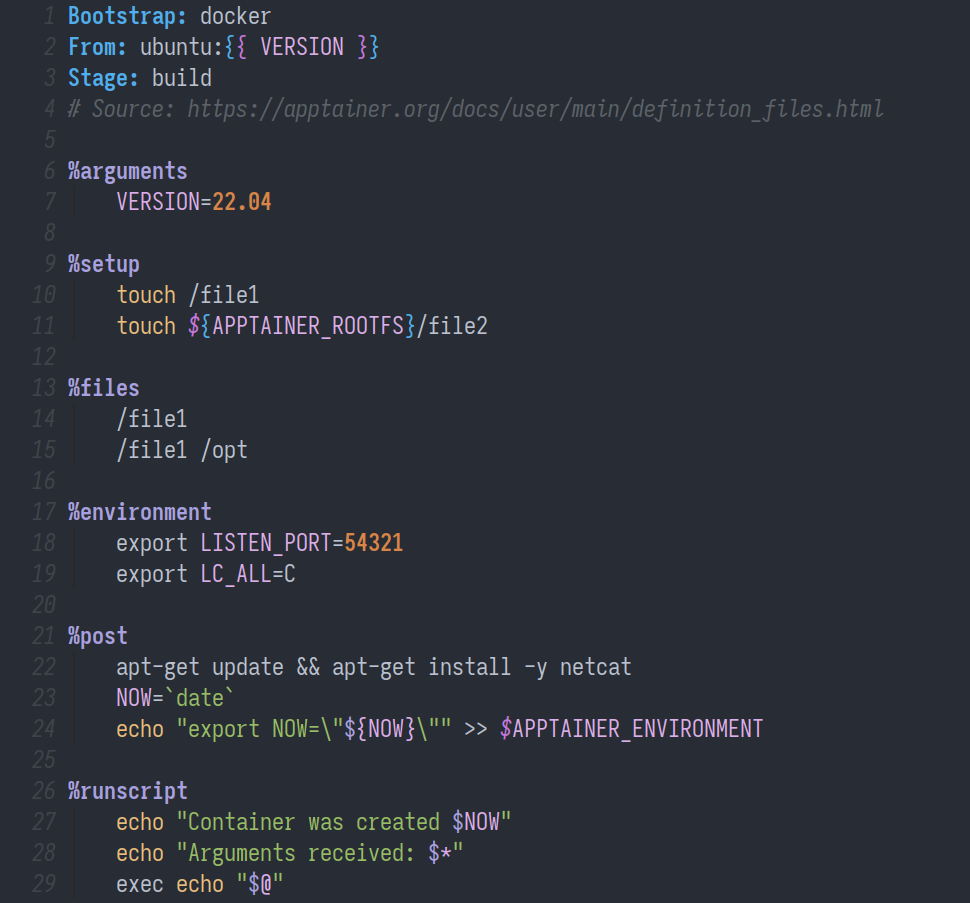 1 Bootstrap: docker
2 From: ubuntu:{{ VERSION }}
3 Stage: build
4 # Source: https://apptainer.org/docs/user/main/definition_files.html
5
6 %arguments
7     VERSION=22.04
8
9 %setup
10     touch /file1
11     touch ${APPTAINER_ROOTFS}/file2
12
13 %files
14     /file1
15     /file1 /opt
16
17 %environment
18     export LISTEN_PORT=54321
19     export LC_ALL=C
20
21 %post
22     apt-get update && apt-get install -y netcat
23     NOW=`date`
24     echo "export NOW=\"${NOW}\"" >> $APPTAINER_ENVIRONMENT
25
26 %runscript
27     echo "Container was created $NOW"
28     echo "Arguments received: $*"
29     exec echo "$@"